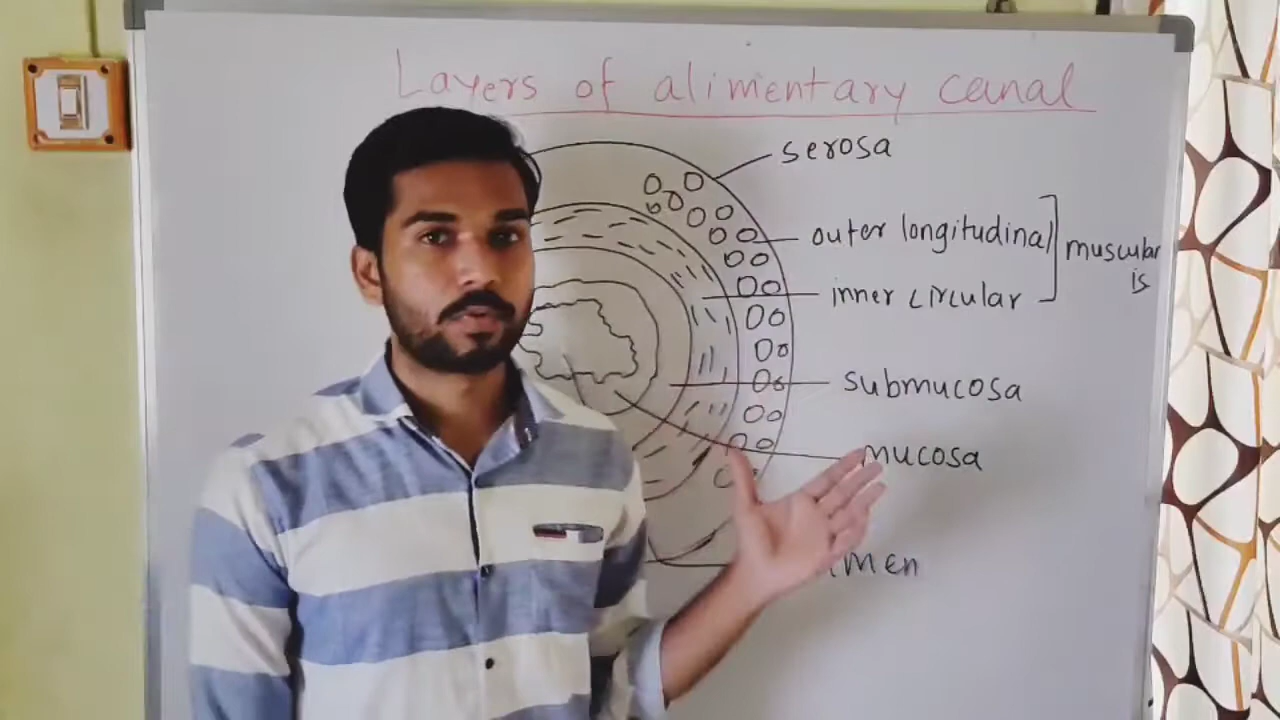 Layers of alimentary canal
serosa
outer longitudinal
inner circular
muscular
is
submucosa
mucosa